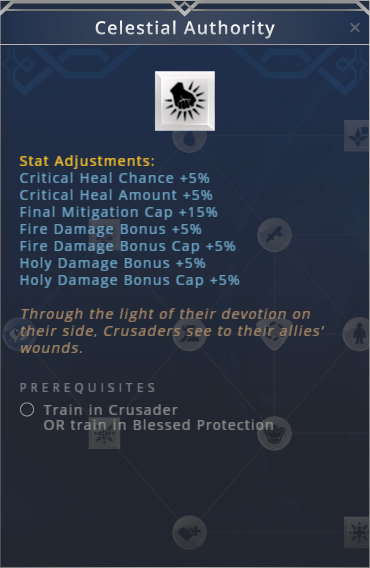 Celestial Authority
Stat Adjustments:
Critical Heal Chance +5%
Critical Heal Amount +5%
Final Mitigation Cap +15%
Fire Damage Bonus +5%
Fire Damage Bonus Cap +5%
Holy Damage Bonus +5%
Holy Damage Bonus Cap +5%
Through the light of their devotion on
their side, Crusaders see to their allies'
wounds.
PREREQUISITES
Train in Crusader
OR train in Blessed Protection